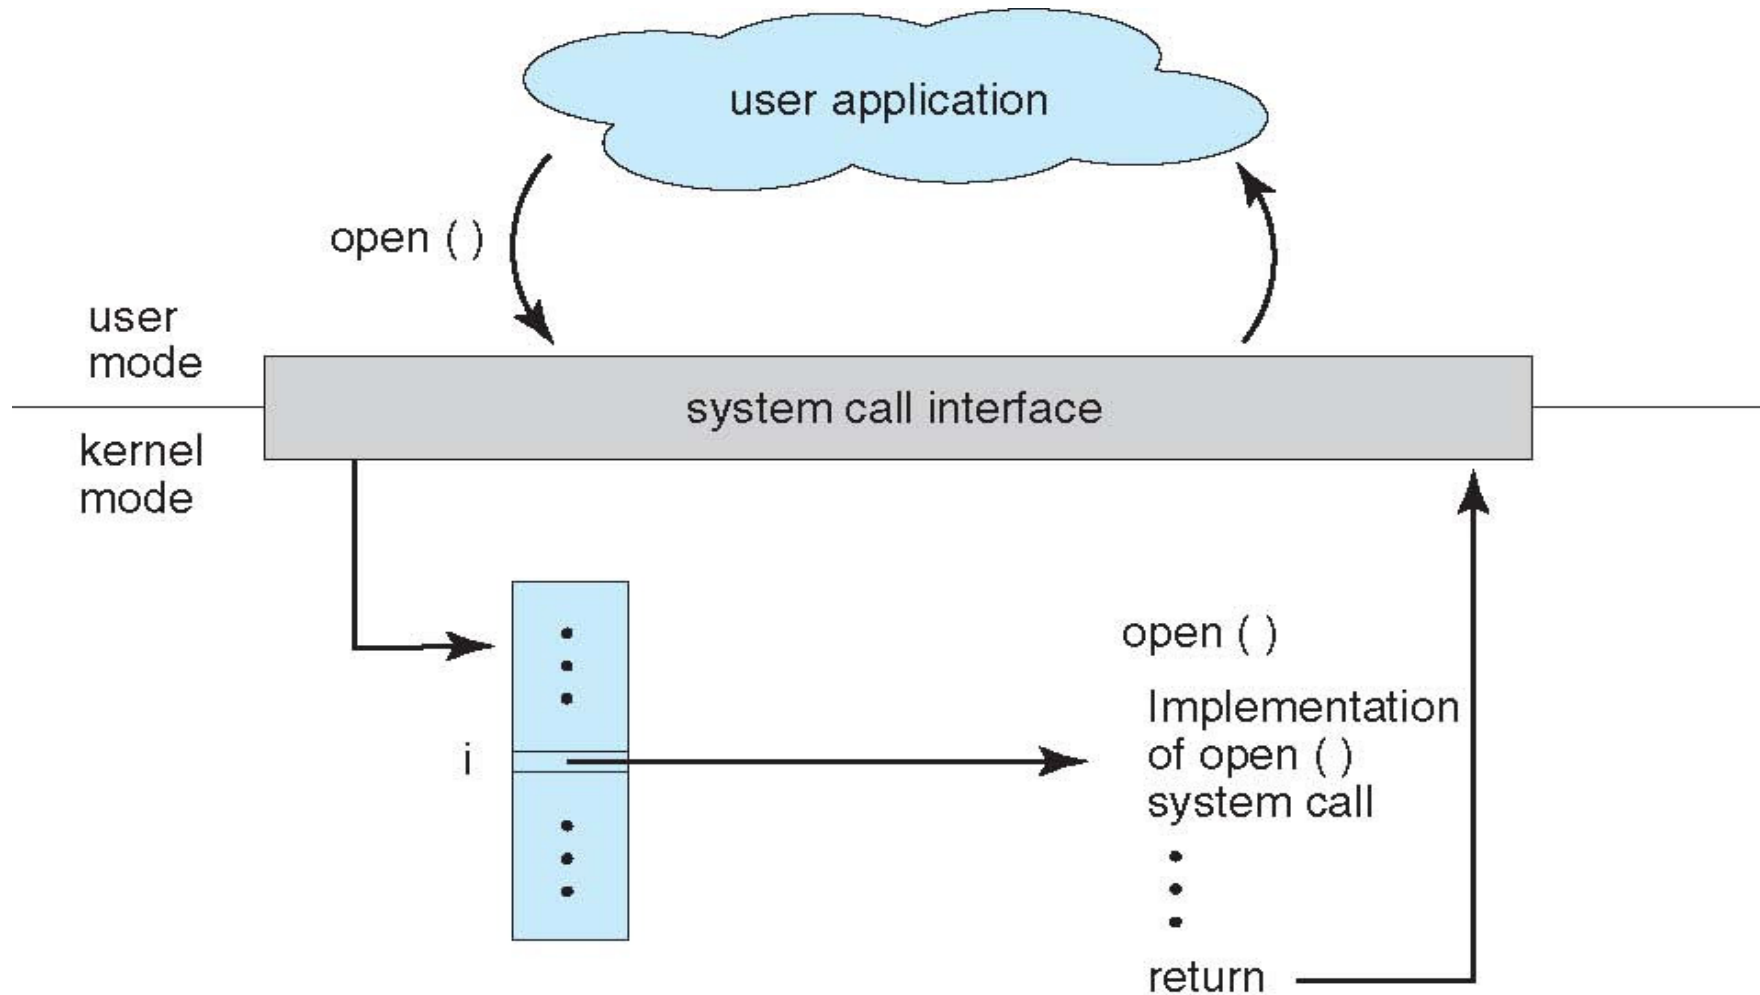 user application
open ( )
user
mode
system call interface
kernel
mode
open ( )
Implementation
of open ( )
system call
i
return